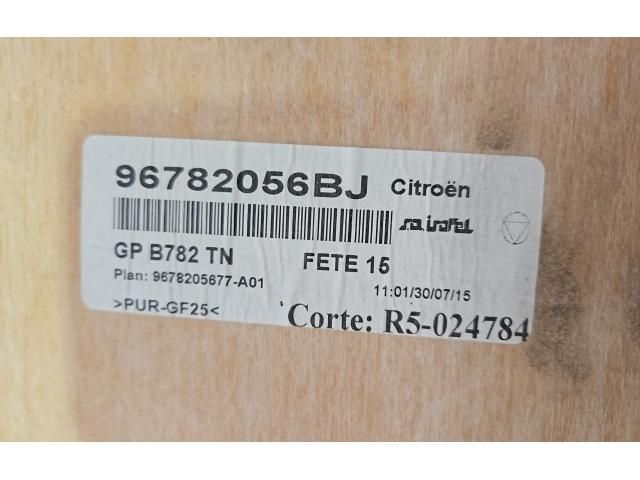 96782056BJ Citroën
GP B782 TN FETE 15
Plan: 9678205677-A01 11:01/30/07/15
>PUR-GF25< Corte: R5-024784